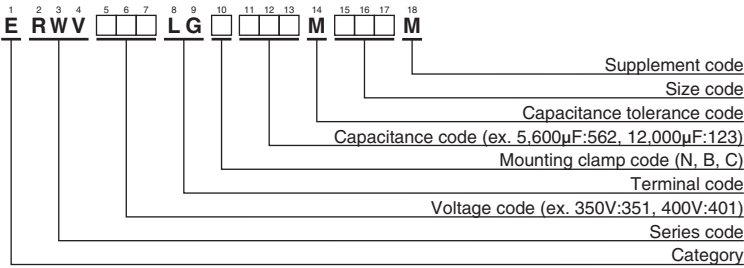 1 2 3 4 5 6 7 8 9 10 11 12 13 14 15 16 17 18
E RWV □□□ LG □ □□□ M □□□ M
Supplement code
Size code
Capacitance tolerance code
Capacitance code (ex. 5,600µF:562, 12,000µF:123)
Mounting clamp code (N, B, C)
Terminal code
Voltage code (ex. 350V:351, 400V:401)
Series code
Category